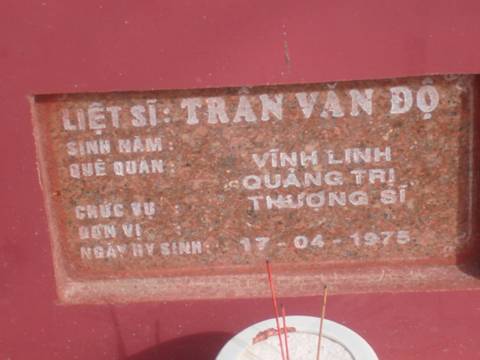 LIỆT SĨ: TRẦN VĂN ĐỘ
SINH NĂM :
QUÊ QUÁN : VĨNH LINH
QUẢNG TRỊ
CHỨC VỤ : THƯỢNG SĨ
ĐƠN VỊ :
NGÀY HY SINH: 17-04-1975